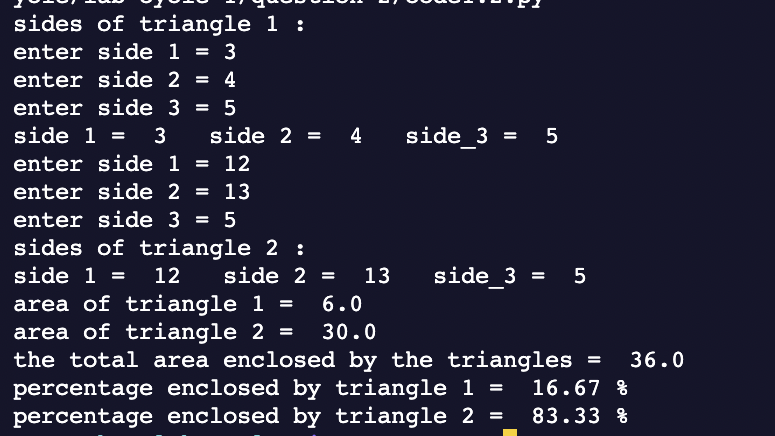 sides of triangle 1 :
enter side 1 = 3
enter side 2 = 4
enter side 3 = 5
side 1 =  3   side 2 =  4   side_3 =  5
enter side 1 = 12
enter side 2 = 13
enter side 3 = 5
sides of triangle 2 :
side 1 =  12   side 2 =  13   side_3 =  5
area of triangle 1 =  6.0
area of triangle 2 =  30.0
the total area enclosed by the triangles =  36.0
percentage enclosed by triangle 1 =  16.67 %
percentage enclosed by triangle 2 =  83.33 %